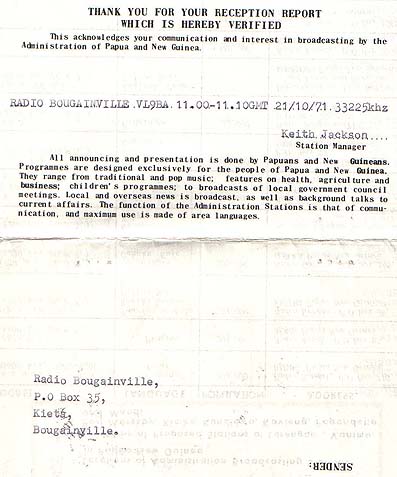 THANK YOU FOR YOUR RECEPTION REPORT
WHICH IS HEREBY VERIFIED
This acknowledges your communication and interest in broadcasting by the
Administration of Papua and New Guinea.
RADIO BOUGAINVILLE.VL9BA.11.00-11.10GMT.21/10/71.33225khz
Keith Jackson....
Station Manager
All announcing and presentation is done by Papuans and New Guineans.
Programmes are designed exclusively for the people of Papua and New Guinea.
They range from traditional and pop music; features on health, agriculture and
business; children's programmes; to broadcasts of local government council
meetings. Local and overseas news is broadcast, as well as background talks to
current affairs. The function of the Administration Stations is that of commu-
nication, and maximum use is made of area languages.
Radio Bougainville,
P.O Box 35,
Kieta,
Bougainville.
SENDER: